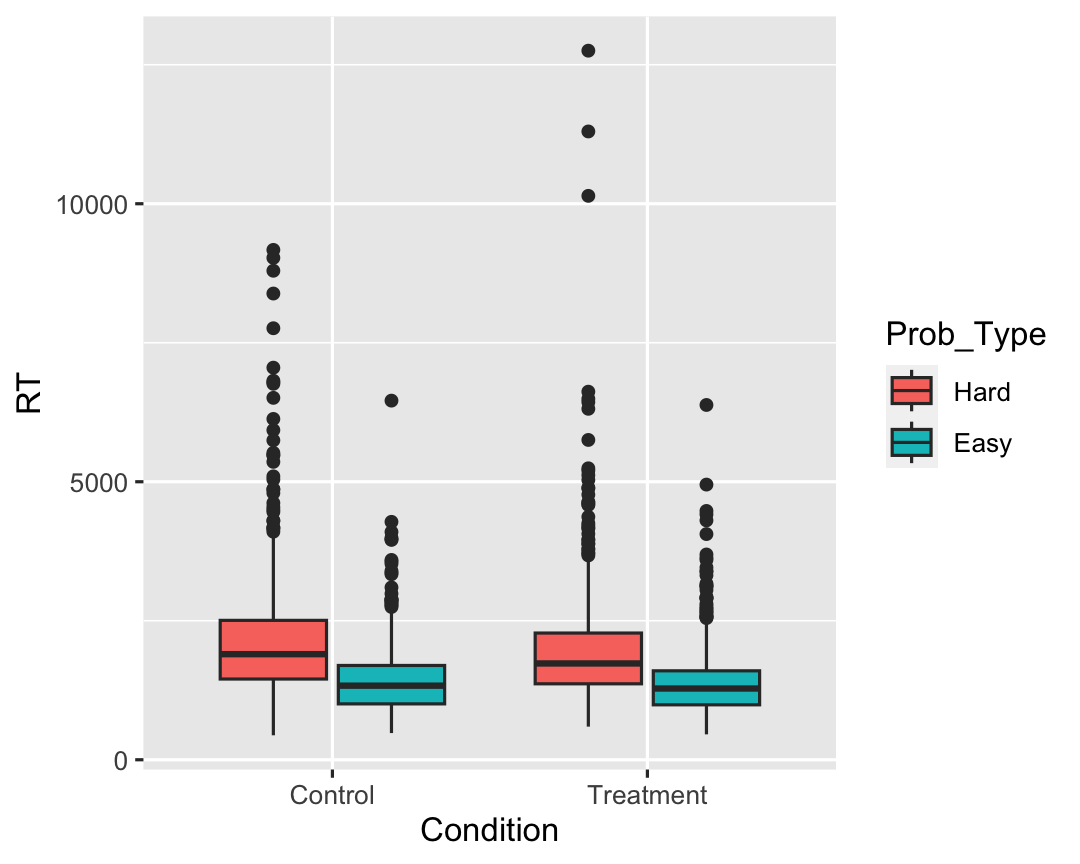 10000
5000
0
RT
Control
Treatment
Condition
Prob_Type
Hard
Easy